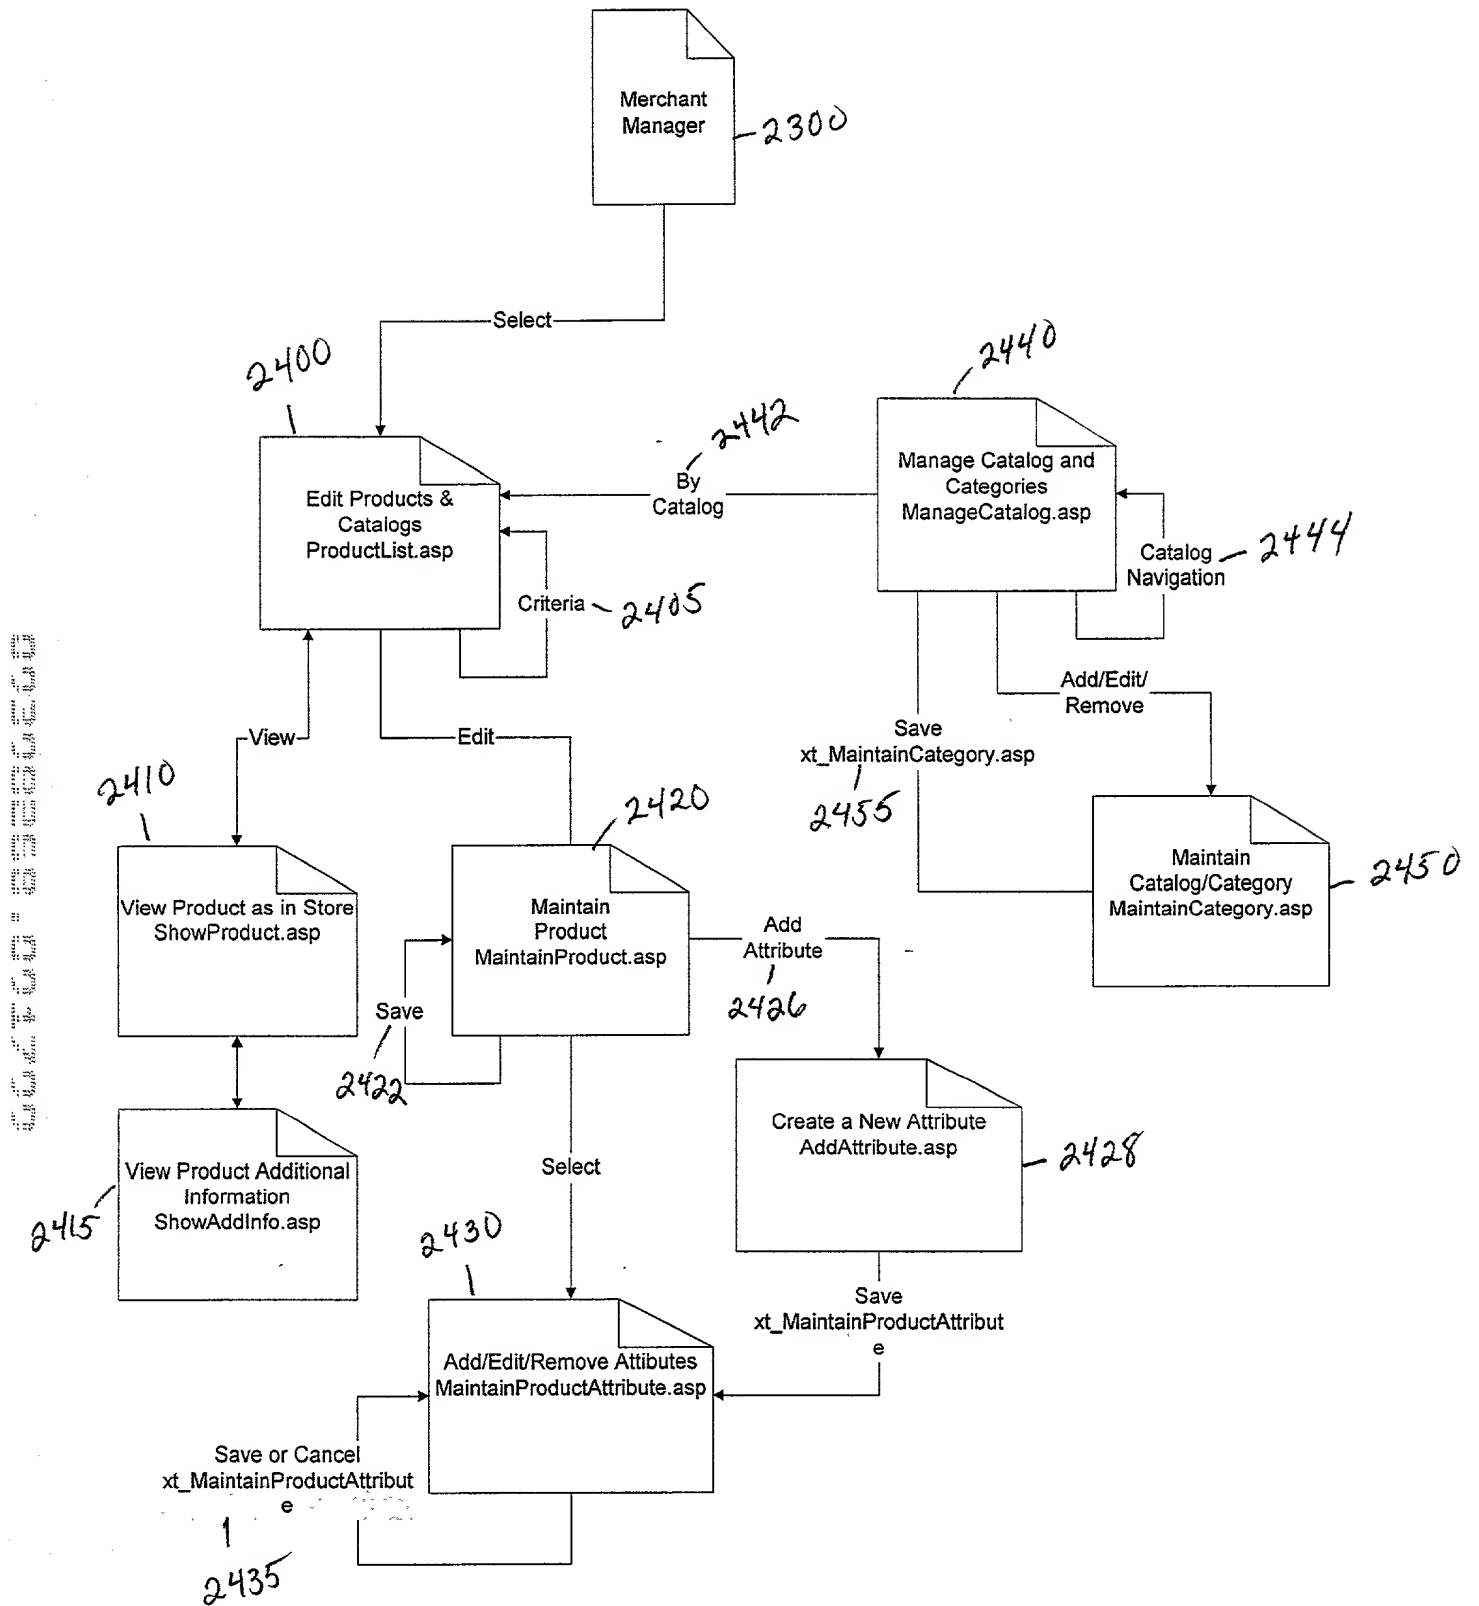 Merchant
Manager
2300
Select
2400
2440
2442
By
Catalog
Edit Products &
Catalogs
ProductList.asp
Manage Catalog and
Categories
ManageCatalog.asp
Catalog
Navigation
2444
Criteria
2405
Add/Edit/
Remove
View
Edit
Save
xt_MaintainCategory.asp
2455
2410
2420
View Product as in Store
ShowProduct.asp
Maintain
Product
MaintainProduct.asp
Maintain
Catalog/Category
MaintainCategory.asp
2450
Add
Attribute
2426
Save
2422
Create a New Attribute
AddAttribute.asp
2428
View Product Additional
Information
ShowAddInfo.asp
2415
Select
2430
Save
xt_MaintainProductAttribut
e
Add/Edit/Remove Attibutes
MaintainProductAttribute.asp
Save or Cancel
xt_MaintainProductAttribut
e
2435